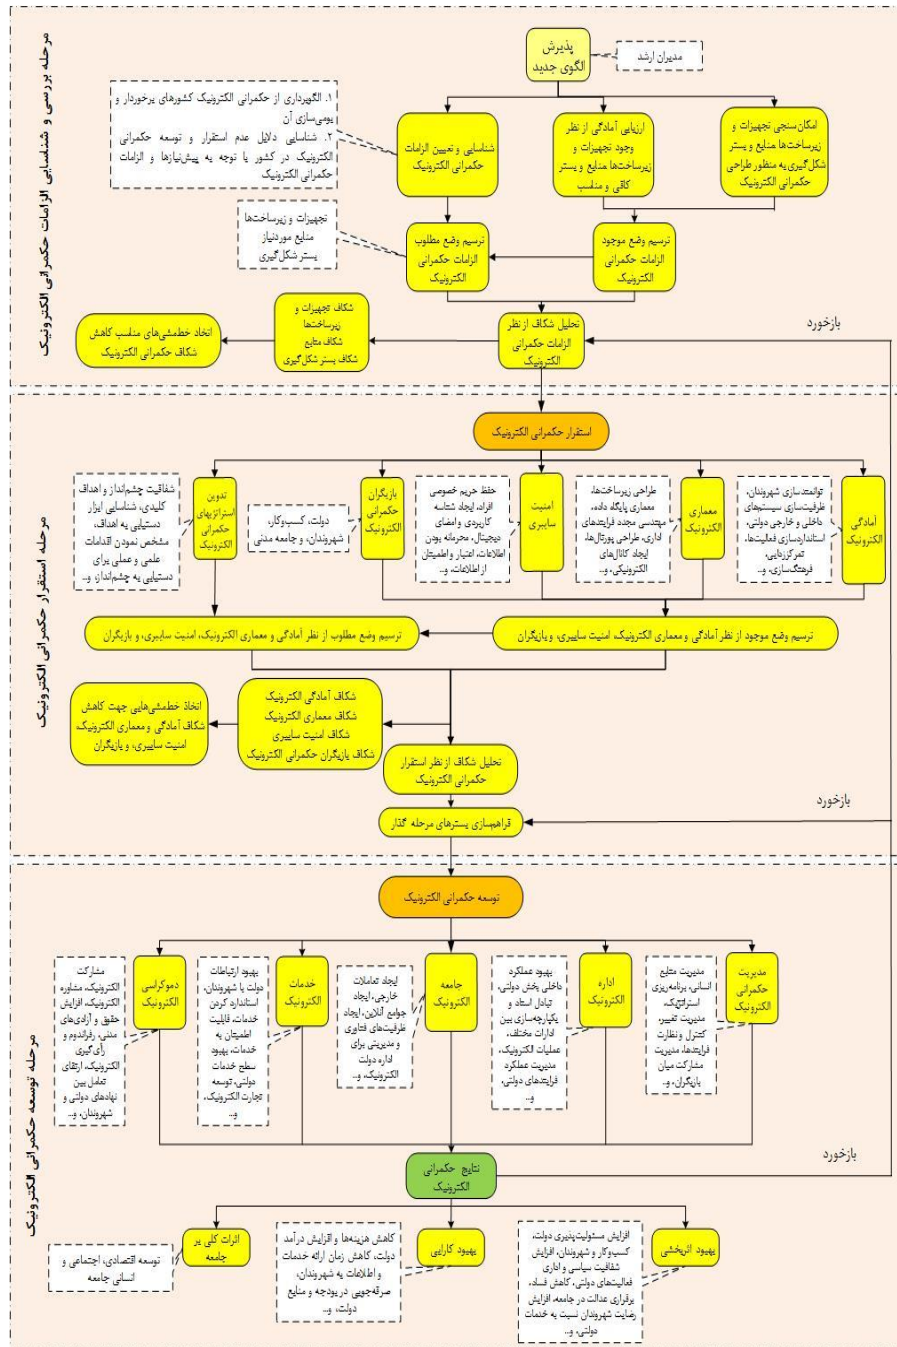 مرحله بررسی و شناسایی الزامات حکمرانی الکترونیک
پذیرش
الگوی جدید
مدیران ارشد
امکان‌سنجی تجهیزات و
زیرساخت‌ها، منابع و بستر
شکل‌گیری به منظور طراحی
حکمرانی الکترونیک
ارزیابی آمادگی از نظر
وجود تجهیزات و
زیرساخت‌ها، منابع و بستر
کافی و مناسب
شناسایی و تعیین الزامات
حکمرانی الکترونیک
۱. الگوبرداری از حکمرانی الکترونیک کشورهای برخوردار و
بومی‌سازی آن
۲. شناسایی دلایل عدم استقرار و توسعه حکمرانی
الکترونیک در کشور با توجه به پیش‌نیازها و الزامات
حکمرانی الکترونیک
ترسیم وضع موجود
الزامات حکمرانی
الکترونیک
ترسیم وضع مطلوب
الزامات حکمرانی
الکترونیک
تجهیزات و زیرساخت‌ها
منابع موردنیاز
بستر شکل‌گیری
بازخورد
تحلیل شکاف از نظر
الزامات حکمرانی
الکترونیک
شکاف تجهیزات و
زیرساخت‌ها
شکاف منابع
شکاف بستر شکل‌گیری
اتخاذ خط‌مشی‌های مناسب کاهش
شکاف حکمرانی الکترونیک
مرحله استقرار حکمرانی الکترونیک
استقرار حکمرانی الکترونیک
آمادگی
الکترونیک
توانمندسازی شهروندان،
ظرفیت‌سازی سیستم‌های
داخلی و خارجی دولتی،
استانداردسازی فعالیت‌ها،
تمرکززدایی،
فرهنگ‌سازی، و...
معماری
الکترونیک
طراحی زیرساخت‌ها،
معماری پایگاه داده،
مهندسی مجدد فرایندهای
اداری، طراحی پورتال‌ها،
ایجاد کانال‌های
الکترونیکی، و...
امنیت
سایبری
حفظ حریم خصوصی
افراد، ایجاد شناسه
کاربردی و امضای
دیجیتال، محرمانه بودن
اطلاعات، اعتبار و اطمینان
از اطلاعات، و...
بازیگران
حکمرانی
الکترونیک
دولت، کسب‌وکار،
شهروندان، و جامعه مدنی
تدوین
استراتژیهای
حکمرانی
الکترونیک
شفاقیت چشم‌انداز و اهداف
کلیدی، شناسایی ابزار
دستیابی به اهداف،
مشخص نمودن اقدامات
علمی و عملی برای
دستیابی به چشم‌انداز، و...
ترسیم وضع موجود از نظر آمادگی و معماری الکترونیک، امنیت سایبری، و بازیگران
ترسیم وضع مطلوب از نظر آمادگی و معماری الکترونیک، امنیت سایبری، و بازیگران
شکاف آمادگی الکترونیک
شکاف معماری الکترونیک
شکاف امنیت سایبری
شکاف بازیگران حکمرانی الکترونیک
اتخاذ خط‌مشی‌هایی جهت کاهش
شکاف آمادگی و معماری الکترونیک،
امنیت سایبری، و بازیگران
تحلیل شکاف از نظر استقرار
حکمرانی الکترونیک
بازخورد
فراهم‌سازی بسترهای مرحله گذار
مرحله توسعه حکمرانی الکترونیک
توسعه حکمرانی الکترونیک
مدیریت
حکمرانی
الکترونیک
مدیریت منابع
انسانی، برنامه‌ریزی
استراتژیک،
مدیریت تغییر،
کنترل و نظارت
فرایندها، مدیریت
مشارکت میان
بازیگران، و...
اداره
الکترونیک
بهبود عملکرد
داخلی بخش دولتی،
تبادل اسناد و
یکپارچه‌سازی بین
ادارات مختلف،
عملیات الکترونیک،
مدیریت عملکرد
فرایندهای دولتی،
و...
جامعه
الکترونیک
ایجاد تعاملات
خارجی، ایجاد
جوامع آنلاین، ایجاد
ظرفیت‌های فناوری
و مدیریتی برای
اداره دولت
الکترونیک، و...
خدمات
الکترونیک
بهبود ارتباطات
دولت با شهروندان،
استاندارد کردن
خدمات، قابلیت
اطمینان به
خدمات، بهبود
سطح خدمات
دولتی، توسعه
تجارت الکترونیک،
و...
دموکراسی
الکترونیک
مشارکت
الکترونیک، مشاوره
الکترونیک، افزایش
حقوق و آزادی‌های
مدنی، رفراندوم و
رأی‌گیری
الکترونیک، ارتقای
تعامل بین
نهادهای دولتی و
شهروندان، و...
بازخورد
نتایج حکمرانی
الکترونیک
بهبود اثربخشی
افزایش مسئولیت‌پذیری دولت،
کسب‌وکار و شهروندان، افزایش
شفافیت سیاسی و اداری
فعالیت‌های دولتی، کاهش فساد،
برقراری عدالت در جامعه، افزایش
رضایت شهروندان نسبت به خدمات
دولتی، و...
بهبود کارایی
کاهش هزینه‌ها و افزایش درآمد
دولت، کاهش زمان ارائه خدمات
و اطلاعات به شهروندان،
صرفه‌جویی در بودجه و منابع
دولت، و...
اثرات کلی بر
جامعه
توسعه اقتصادی، اجتماعی و
انسانی جامعه